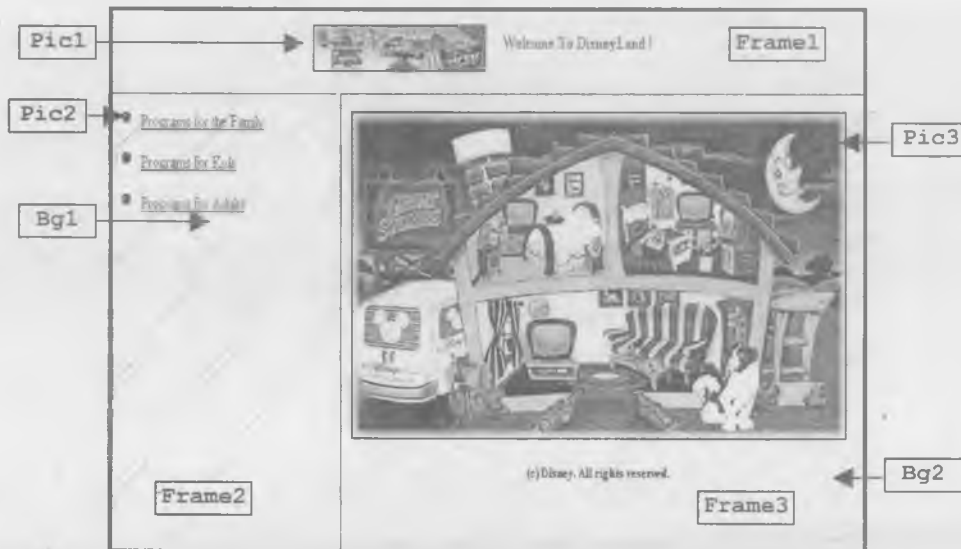 Pic1
Welcome To DisneyLand !
Frame1
Pic2
Programs for the Family
Pic3
Programs for Kids
Programs for Adults
Bg1
(c) Disney. All rights reserved.
Bg2
Frame2
Frame3